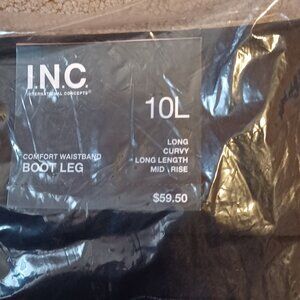 I.N.C
INTERNATIONAL CONCEPTS
10L
LONG
CURVY
LONG LENGTH
MID RISE
COMFORT WAISTBAND
BOOT LEG
$59.50